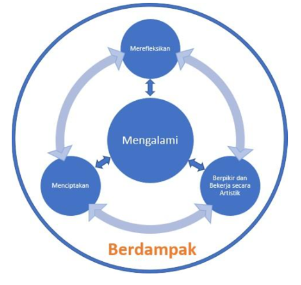 Merefleksikan
Mengalami
Menciptakan
Berpikir dan
Bekerja secara
Artistik
Berdampak